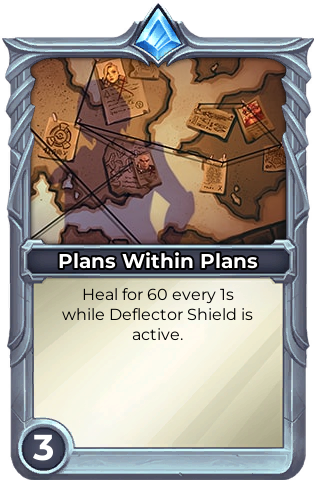 Plans Within Plans
Heal for 60 every 1s
while Deflector Shield is
active.
3